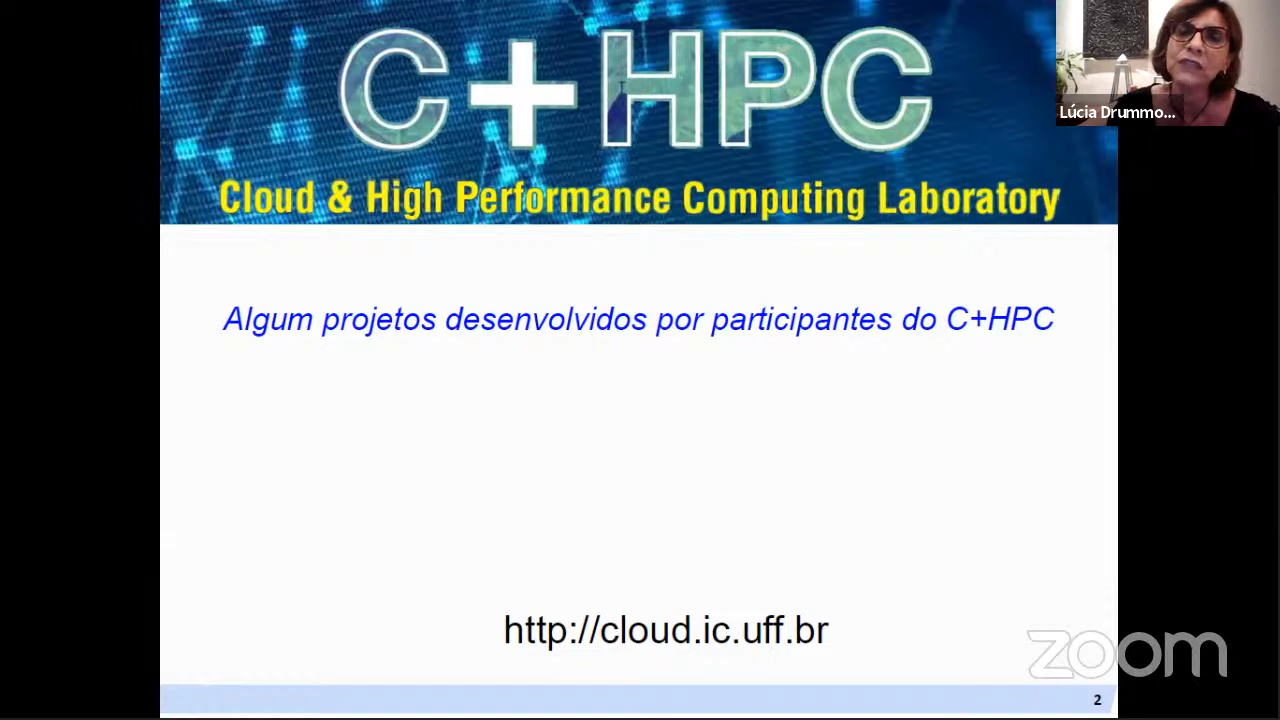 C+HPC
Lúcia Drummo...
Cloud & High Performance Computing Laboratory
Algum projetos desenvolvidos por participantes do C+HPC
http://cloud.ic.uff.br
zoom
2